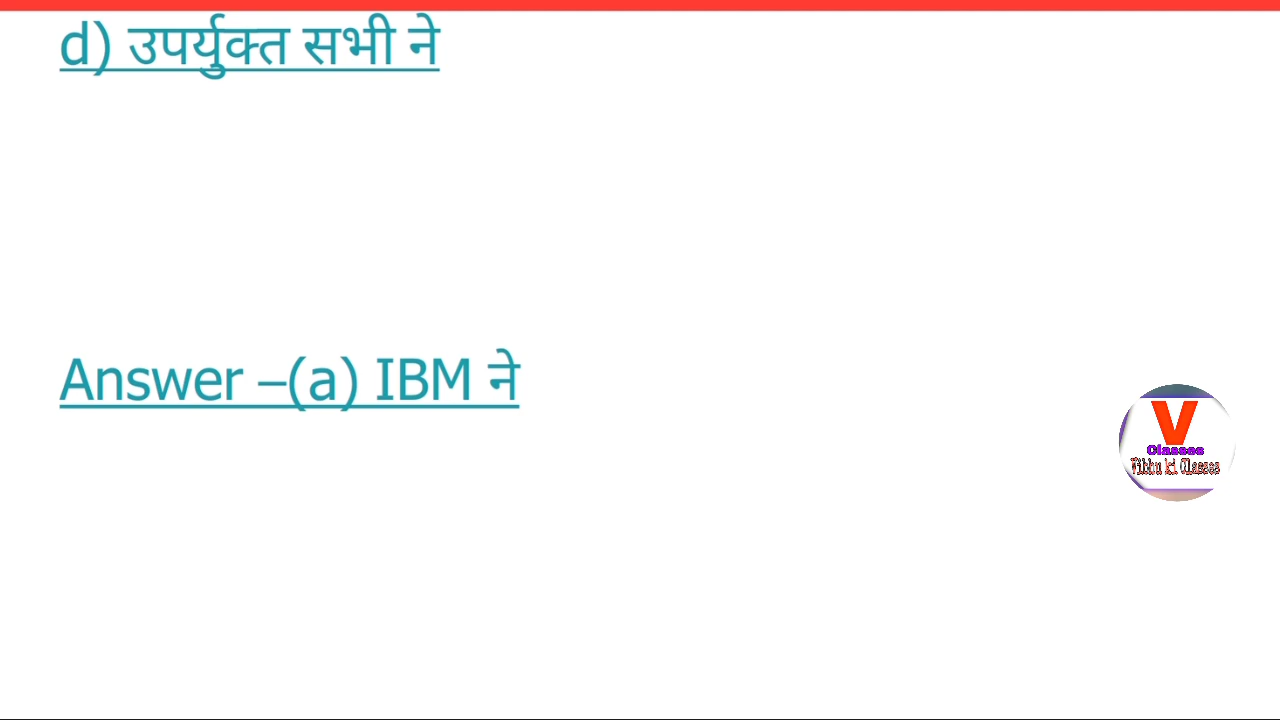 d) उपर्युक्त सभी ने
Answer –(a) IBM ने
V
Classes
Vibhu ki Classes